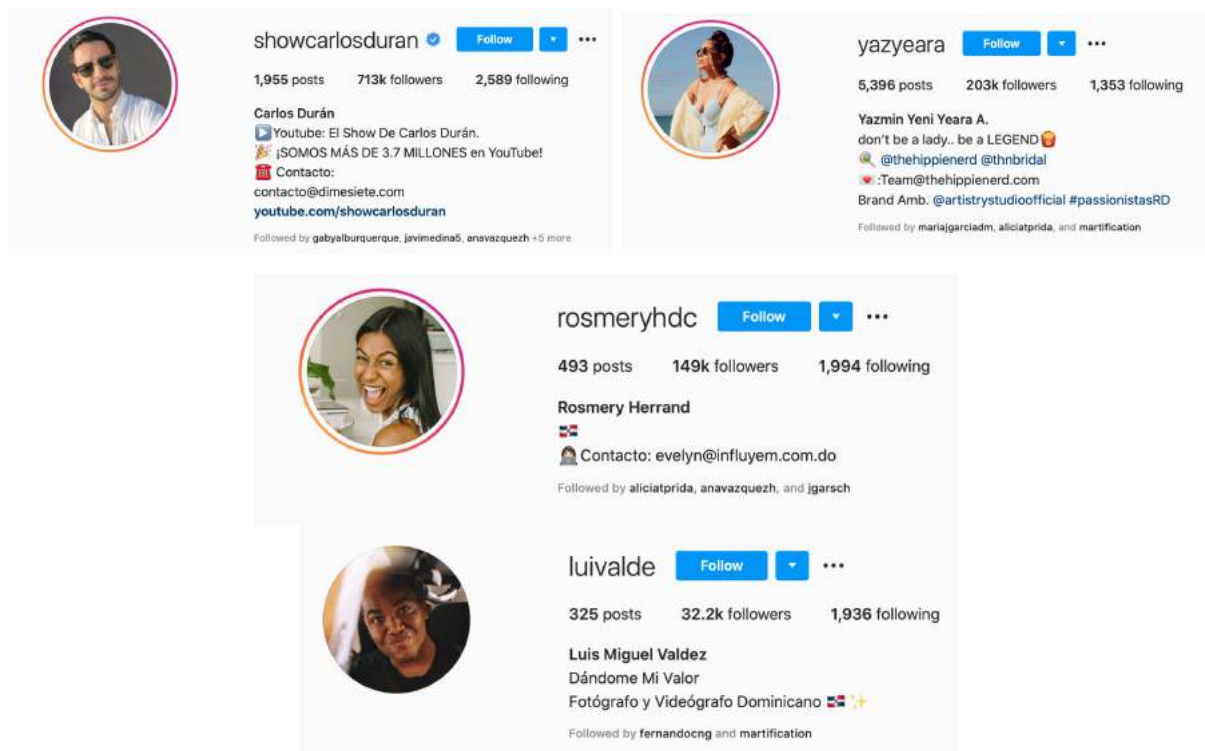 showcarlosduran
Follow
1,955 posts 713k followers 2,589 following
Carlos Durán
Youtube: El Show De Carlos Durán.
¡SOMOS MÁS DE 3.7 MILLONES en YouTube!
Contacto:
contacto@dimesiete.com
youtube.com/showcarlosduran
Followed by gabyalburquerque, javimedina5, anavazquezh +5 more
yazyeara
Follow
5,396 posts 203k followers 1,353 following
Yazmin Yeni Yeara A.
don't be a lady.. be a LEGEND
@thehippienerd @thnbridal
:Team@thehippienerd.com
Brand Amb. @artistrystudioofficial #passionistasRD
Followed by mariajgarciadm, aliciatprida, and martification
rosmeryhdc
Follow
493 posts 149k followers 1,994 following
Rosmery Herrand
Contacto: evelyn@influyem.com.do
Followed by aliciatprida, anavazquezh, and jgarsch
luivalde
Follow
325 posts 32.2k followers 1,936 following
Luis Miguel Valdez
Dándome Mi Valor
Fotógrafo y Videógrafo Dominicano
Followed by fernandocng and martification